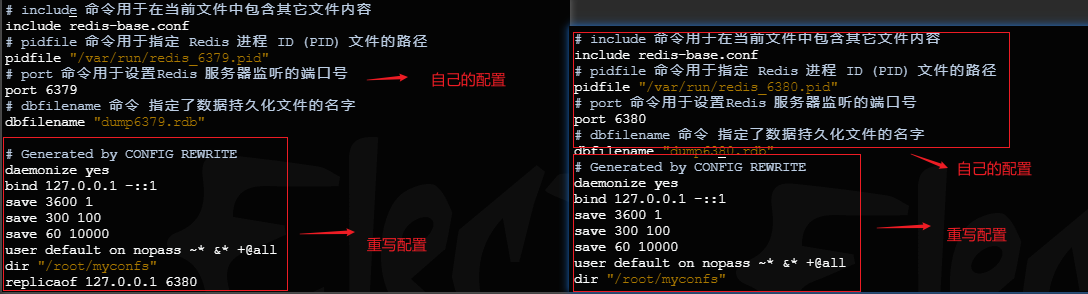 # include 命令用于在当前文件中包含其它文件内容
include redis-base.conf
# pidfile 命令用于指定 Redis 进程 ID (PID) 文件的路径
pidfile "/var/run/redis_6379.pid"
# port 命令用于设置Redis 服务器监听的端口号
port 6379
# dbfilename 命令 指定了数据持久化文件的名字
dbfilename "dump6379.rdb"
自己的配置
# Generated by CONFIG REWRITE
daemonize yes
bind 127.0.0.1 -::1
save 3600 1
save 300 100
save 60 10000
user default on nopass ~* &* +@all
dir "/root/myconfs"
replicaof 127.0.0.1 6380
重写配置
# include 命令用于在当前文件中包含其它文件内容
include redis-base.conf
# pidfile 命令用于指定 Redis 进程 ID (PID) 文件的路径
pidfile "/var/run/redis_6380.pid"
# port 命令用于设置Redis 服务器监听的端口号
port 6380
# dbfilename 命令 指定了数据持久化文件的名字
dbfilename "dump6380.rdb"
自己的配置
# Generated by CONFIG REWRITE
daemonize yes
bind 127.0.0.1 -::1
save 3600 1
save 300 100
save 60 10000
user default on nopass ~* &* +@all
dir "/root/myconfs"
重写配置